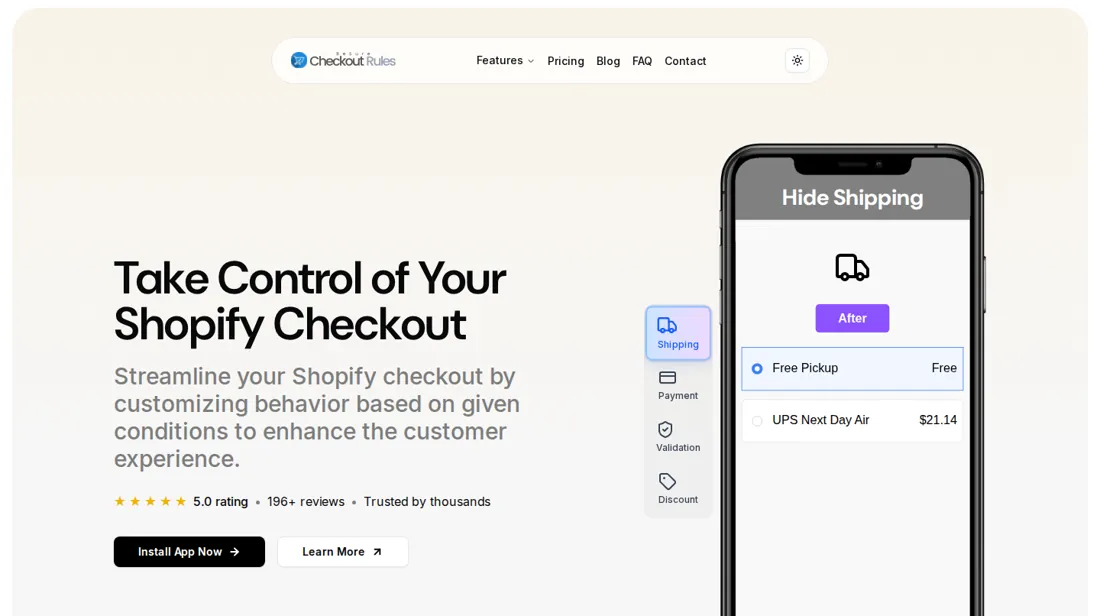 Secure
Checkout Rules
Features
Pricing
Blog
FAQ
Contact
Take Control of Your
Shopify Checkout
Streamline your Shopify checkout by
customizing behavior based on given
conditions to enhance the customer
experience.
★★★★★ 5.0 rating • 196+ reviews • Trusted by thousands
Install App Now →
Learn More ↗
Shipping
Payment
Validation
Discount
Hide Shipping
After
Free Pickup Free
UPS Next Day Air $21.14